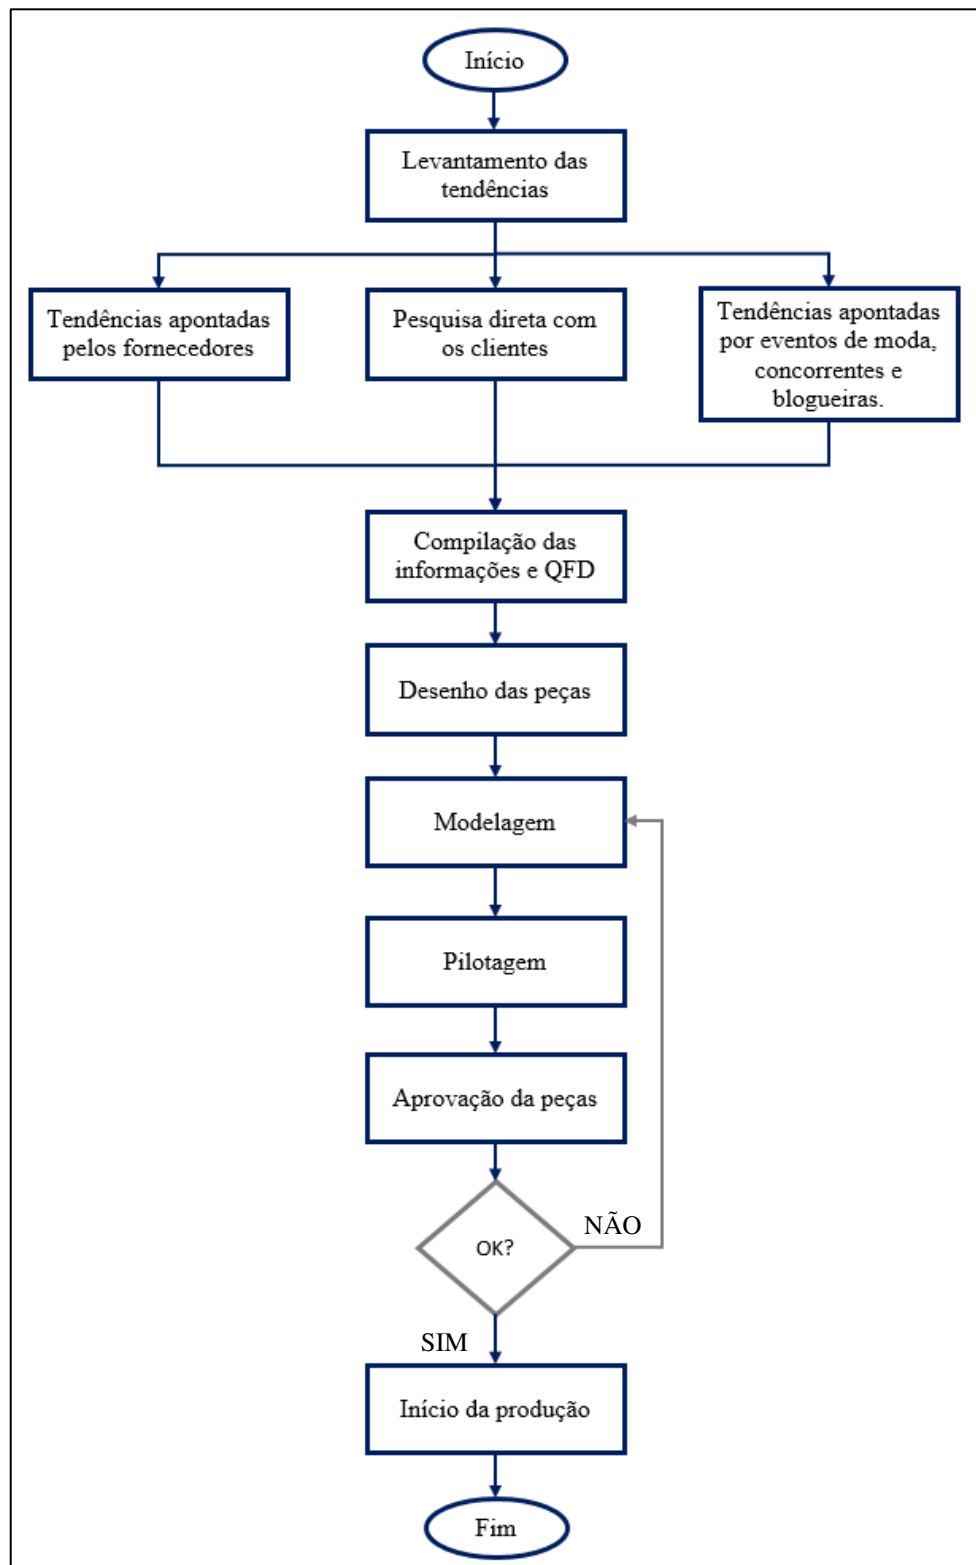 Início
Levantamento das
tendências
Tendências apontadas
pelos fornecedores
Pesquisa direta com
os clientes
Tendências apontadas
por eventos de moda,
concorrentes e
blogueiras.
Compilação das
informações e QFD
Desenho das peças
Modelagem
Pilotagem
Aprovação da peças
OK?
NÃO
SIM
Início da produção
Fim